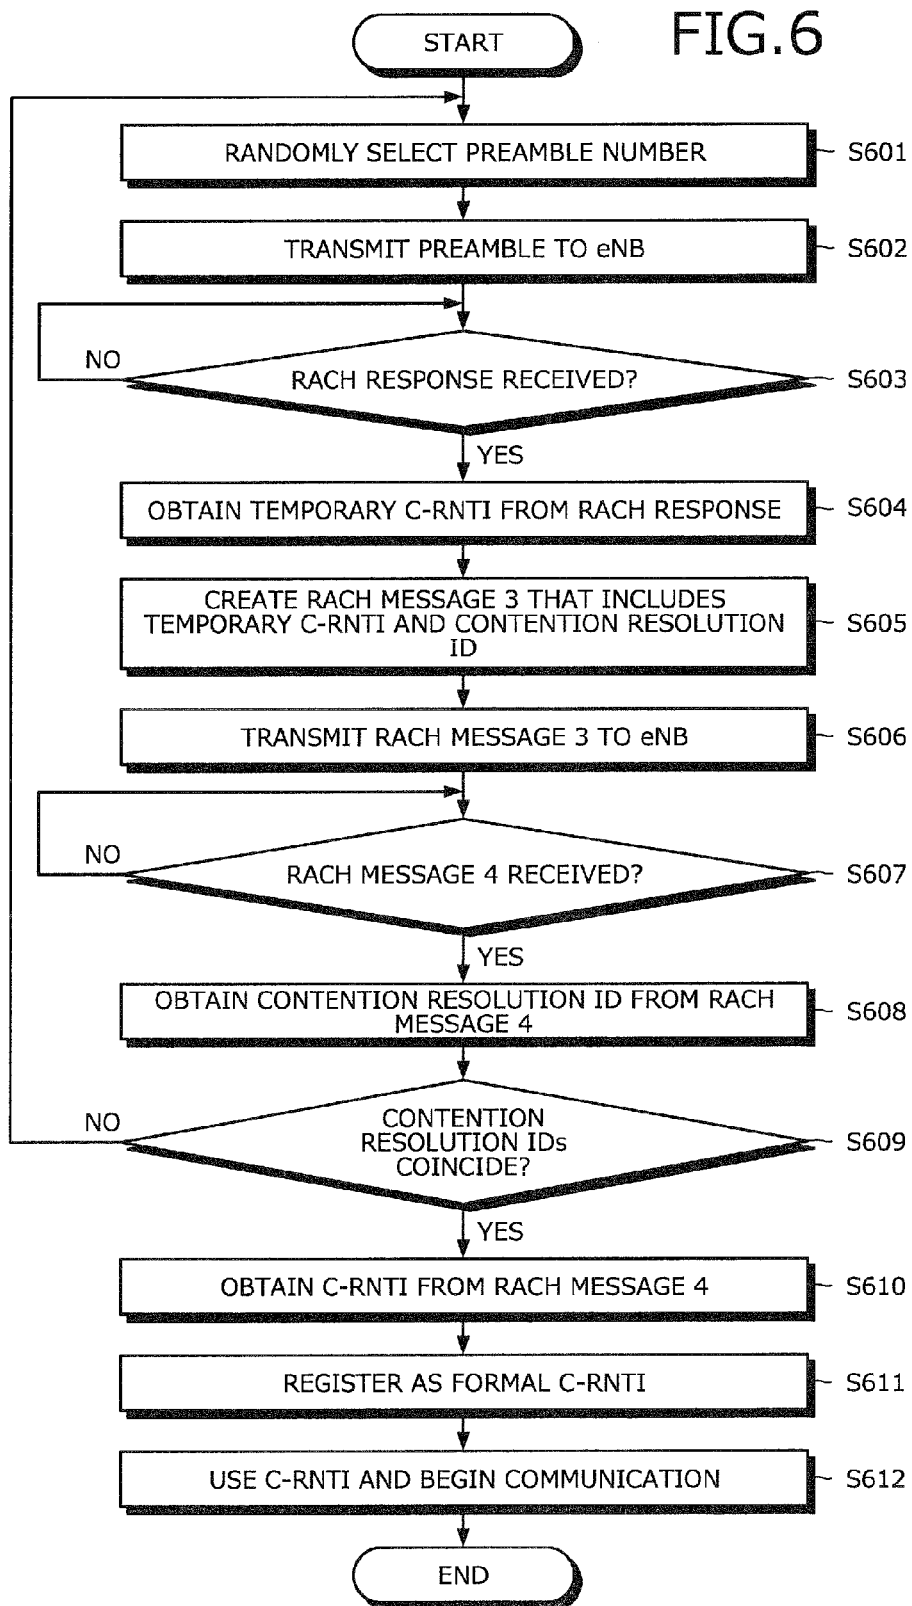 FIG.6
START
RANDOMLY SELECT PREAMBLE NUMBER
S601
TRANSMIT PREAMBLE TO eNB
S602
NO
RACH RESPONSE RECEIVED?
S603
YES
OBTAIN TEMPORARY C-RNTI FROM RACH RESPONSE
S604
CREATE RACH MESSAGE 3 THAT INCLUDES
TEMPORARY C-RNTI AND CONTENTION RESOLUTION
ID
S605
TRANSMIT RACH MESSAGE 3 TO eNB
S606
NO
RACH MESSAGE 4 RECEIVED?
S607
YES
OBTAIN CONTENTION RESOLUTION ID FROM RACH
MESSAGE 4
S608
NO
CONTENTION
RESOLUTION IDs
COINCIDE?
S609
YES
OBTAIN C-RNTI FROM RACH MESSAGE 4
S610
REGISTER AS FORMAL C-RNTI
S611
USE C-RNTI AND BEGIN COMMUNICATION
S612
END